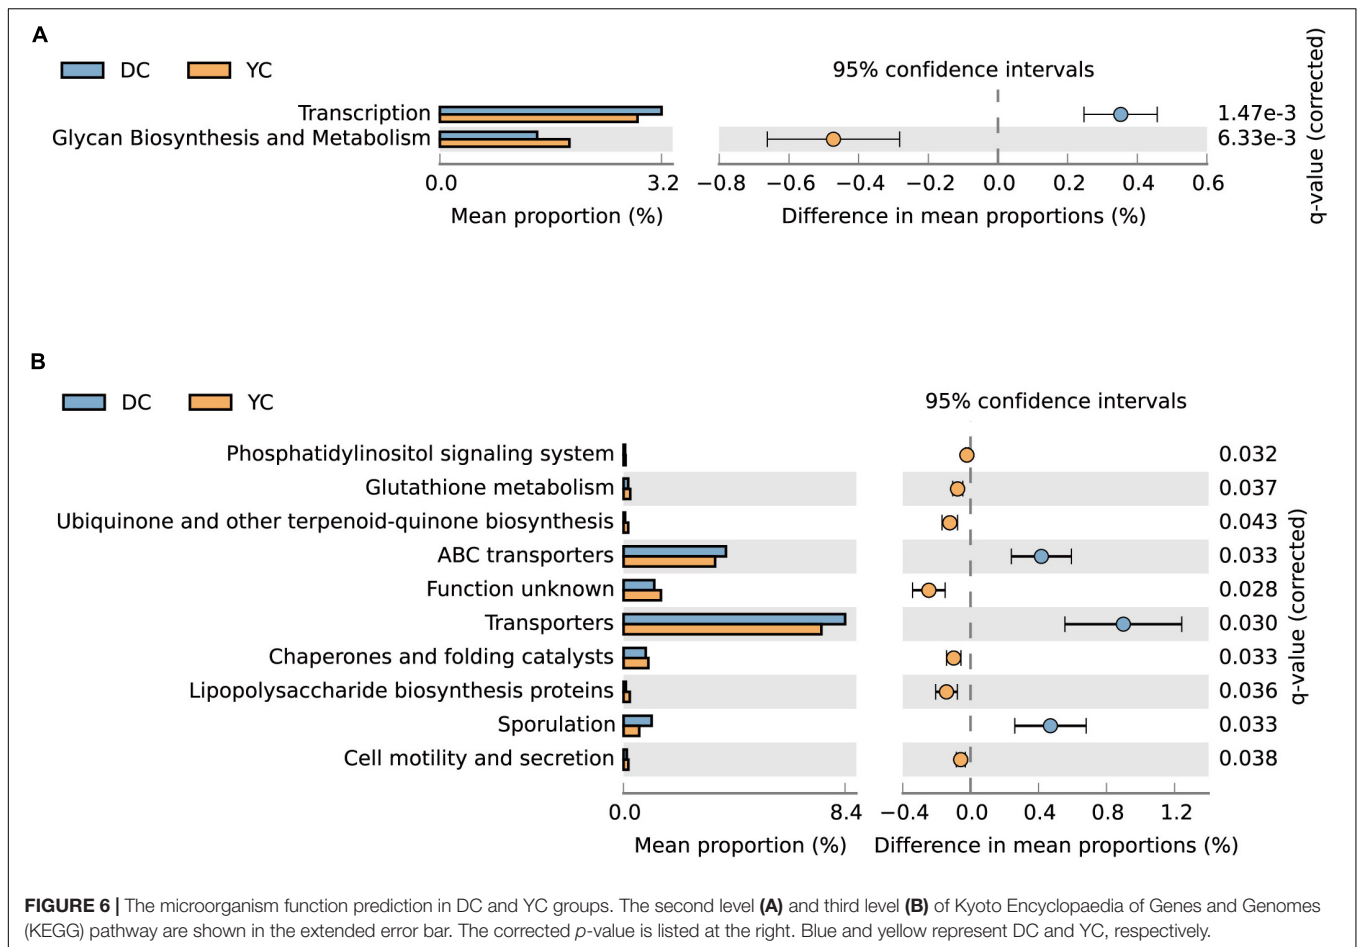 A
DC YC
95% confidence intervals
Transcription 1.47e-3
Glycan Biosynthesis and Metabolism 6.33e-3
q-value (corrected)
0.0 3.2 −0.8 −0.6 −0.4 −0.2 0.0 0.2 0.4 0.6
Mean proportion (%) Difference in mean proportions (%)
B
DC YC
95% confidence intervals
Phosphatidylinositol signaling system 0.032
Glutathione metabolism 0.037
Ubiquinone and other terpenoid-quinone biosynthesis 0.043
ABC transporters 0.033
Function unknown 0.028
Transporters 0.030
Chaperones and folding catalysts 0.033
Lipopolysaccharide biosynthesis proteins 0.036
Sporulation 0.033
Cell motility and secretion 0.038
q-value (corrected)
0.0 8.4 −0.4 0.0 0.4 0.8 1.2
Mean proportion (%) Difference in mean proportions (%)
FIGURE 6 | The microorganism function prediction in DC and YC groups. The second level (A) and third level (B) of Kyoto Encyclopaedia of Genes and Genomes
(KEGG) pathway are shown in the extended error bar. The corrected p-value is listed at the right. Blue and yellow represent DC and YC, respectively.